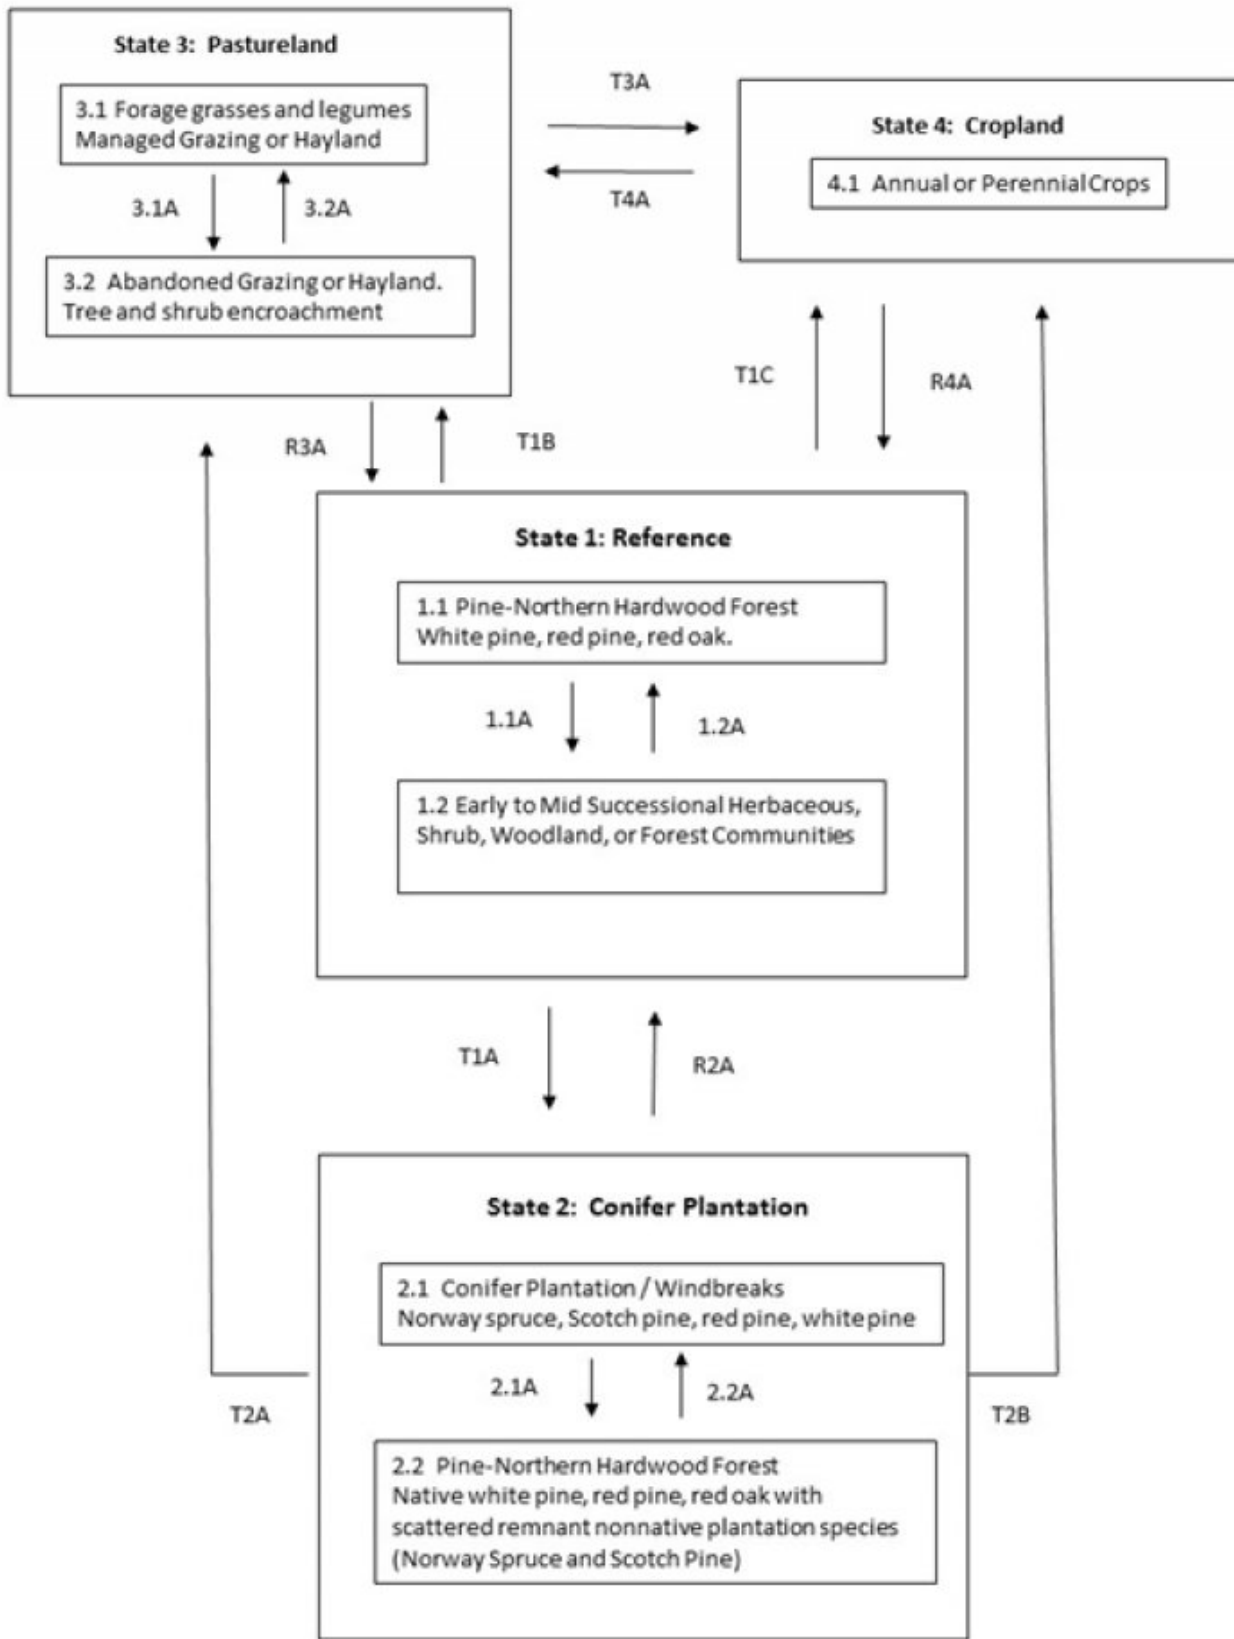 State 3: Pastureland
3.1 Forage grasses and legumes
Managed Grazing or Hayland
3.1A
3.2A
3.2 Abandoned Grazing or Hayland.
Tree and shrub encroachment
T3A
T4A
State 4: Cropland
4.1 Annual or Perennial Crops
R3A
T1B
T1C
R4A
State 1: Reference
1.1 Pine-Northern Hardwood Forest
White pine, red pine, red oak.
1.1A
1.2A
1.2 Early to Mid Successional Herbaceous,
Shrub, Woodland, or Forest Communities
T1A
R2A
State 2: Conifer Plantation
2.1 Conifer Plantation / Windbreaks
Norway spruce, Scotch pine, red pine, white pine
2.1A
2.2A
T2A
T2B
2.2 Pine-Northern Hardwood Forest
Native white pine, red pine, red oak with
scattered remnant nonnative plantation species
(Norway Spruce and Scotch Pine)